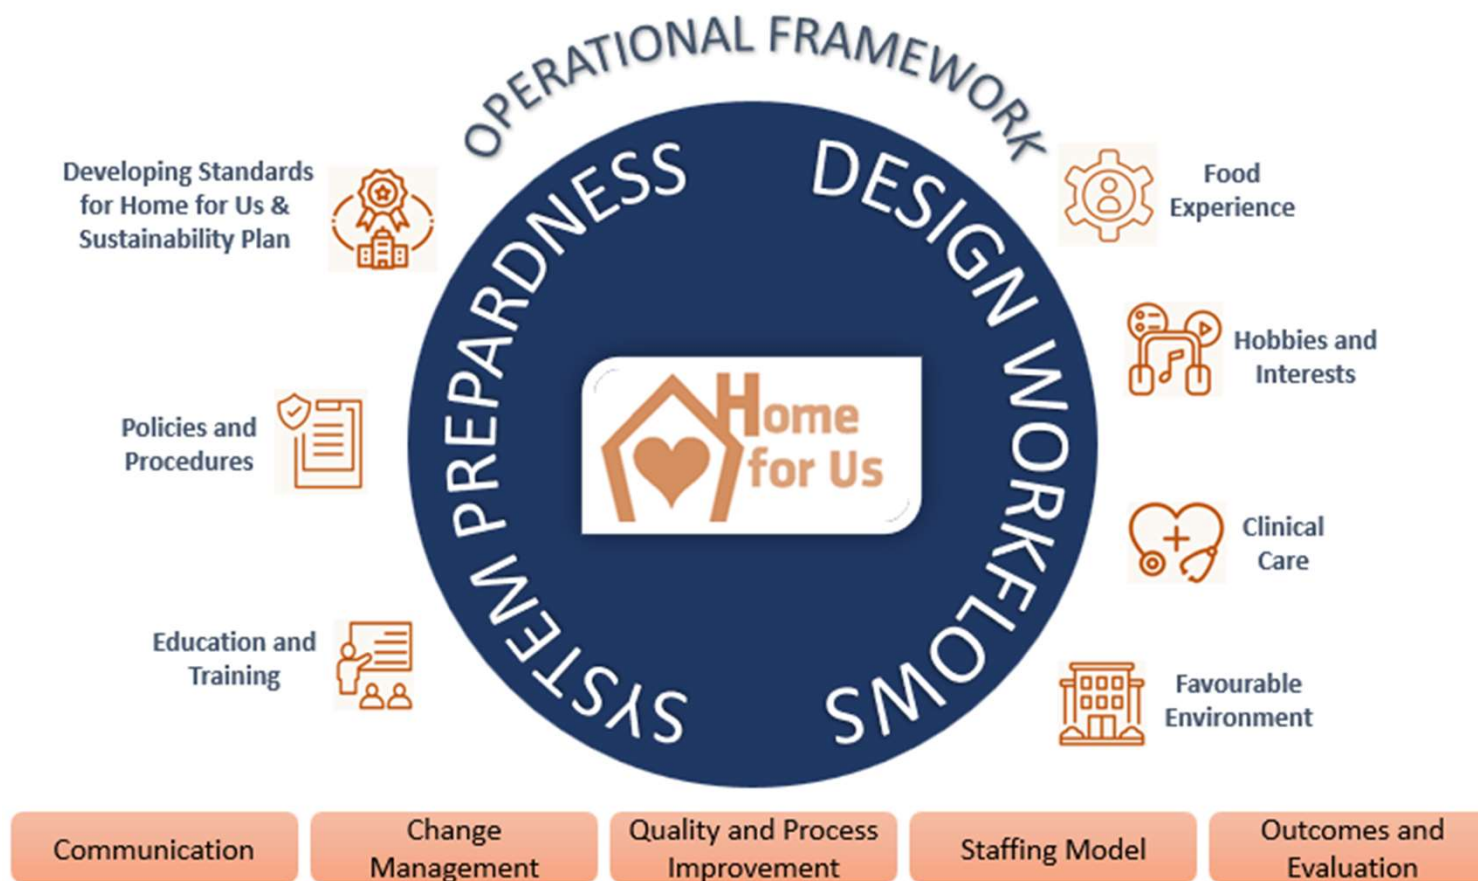 OPERATIONAL FRAMEWORK
SYSTEM PREPARDNESS
DESIGN WORKFLOWS
Developing Standards
for Home for Us &
Sustainability Plan
Policies and
Procedures
Education and
Training
Home
for Us
Food
Experience
Hobbies and
Interests
Clinical
Care
Favourable
Environment
Communication
Change
Management
Quality and Process
Improvement
Staffing Model
Outcomes and
Evaluation